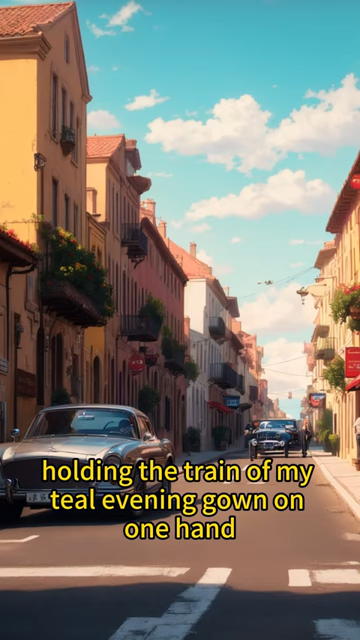 holding the train of my
teal evening gown on
one hand